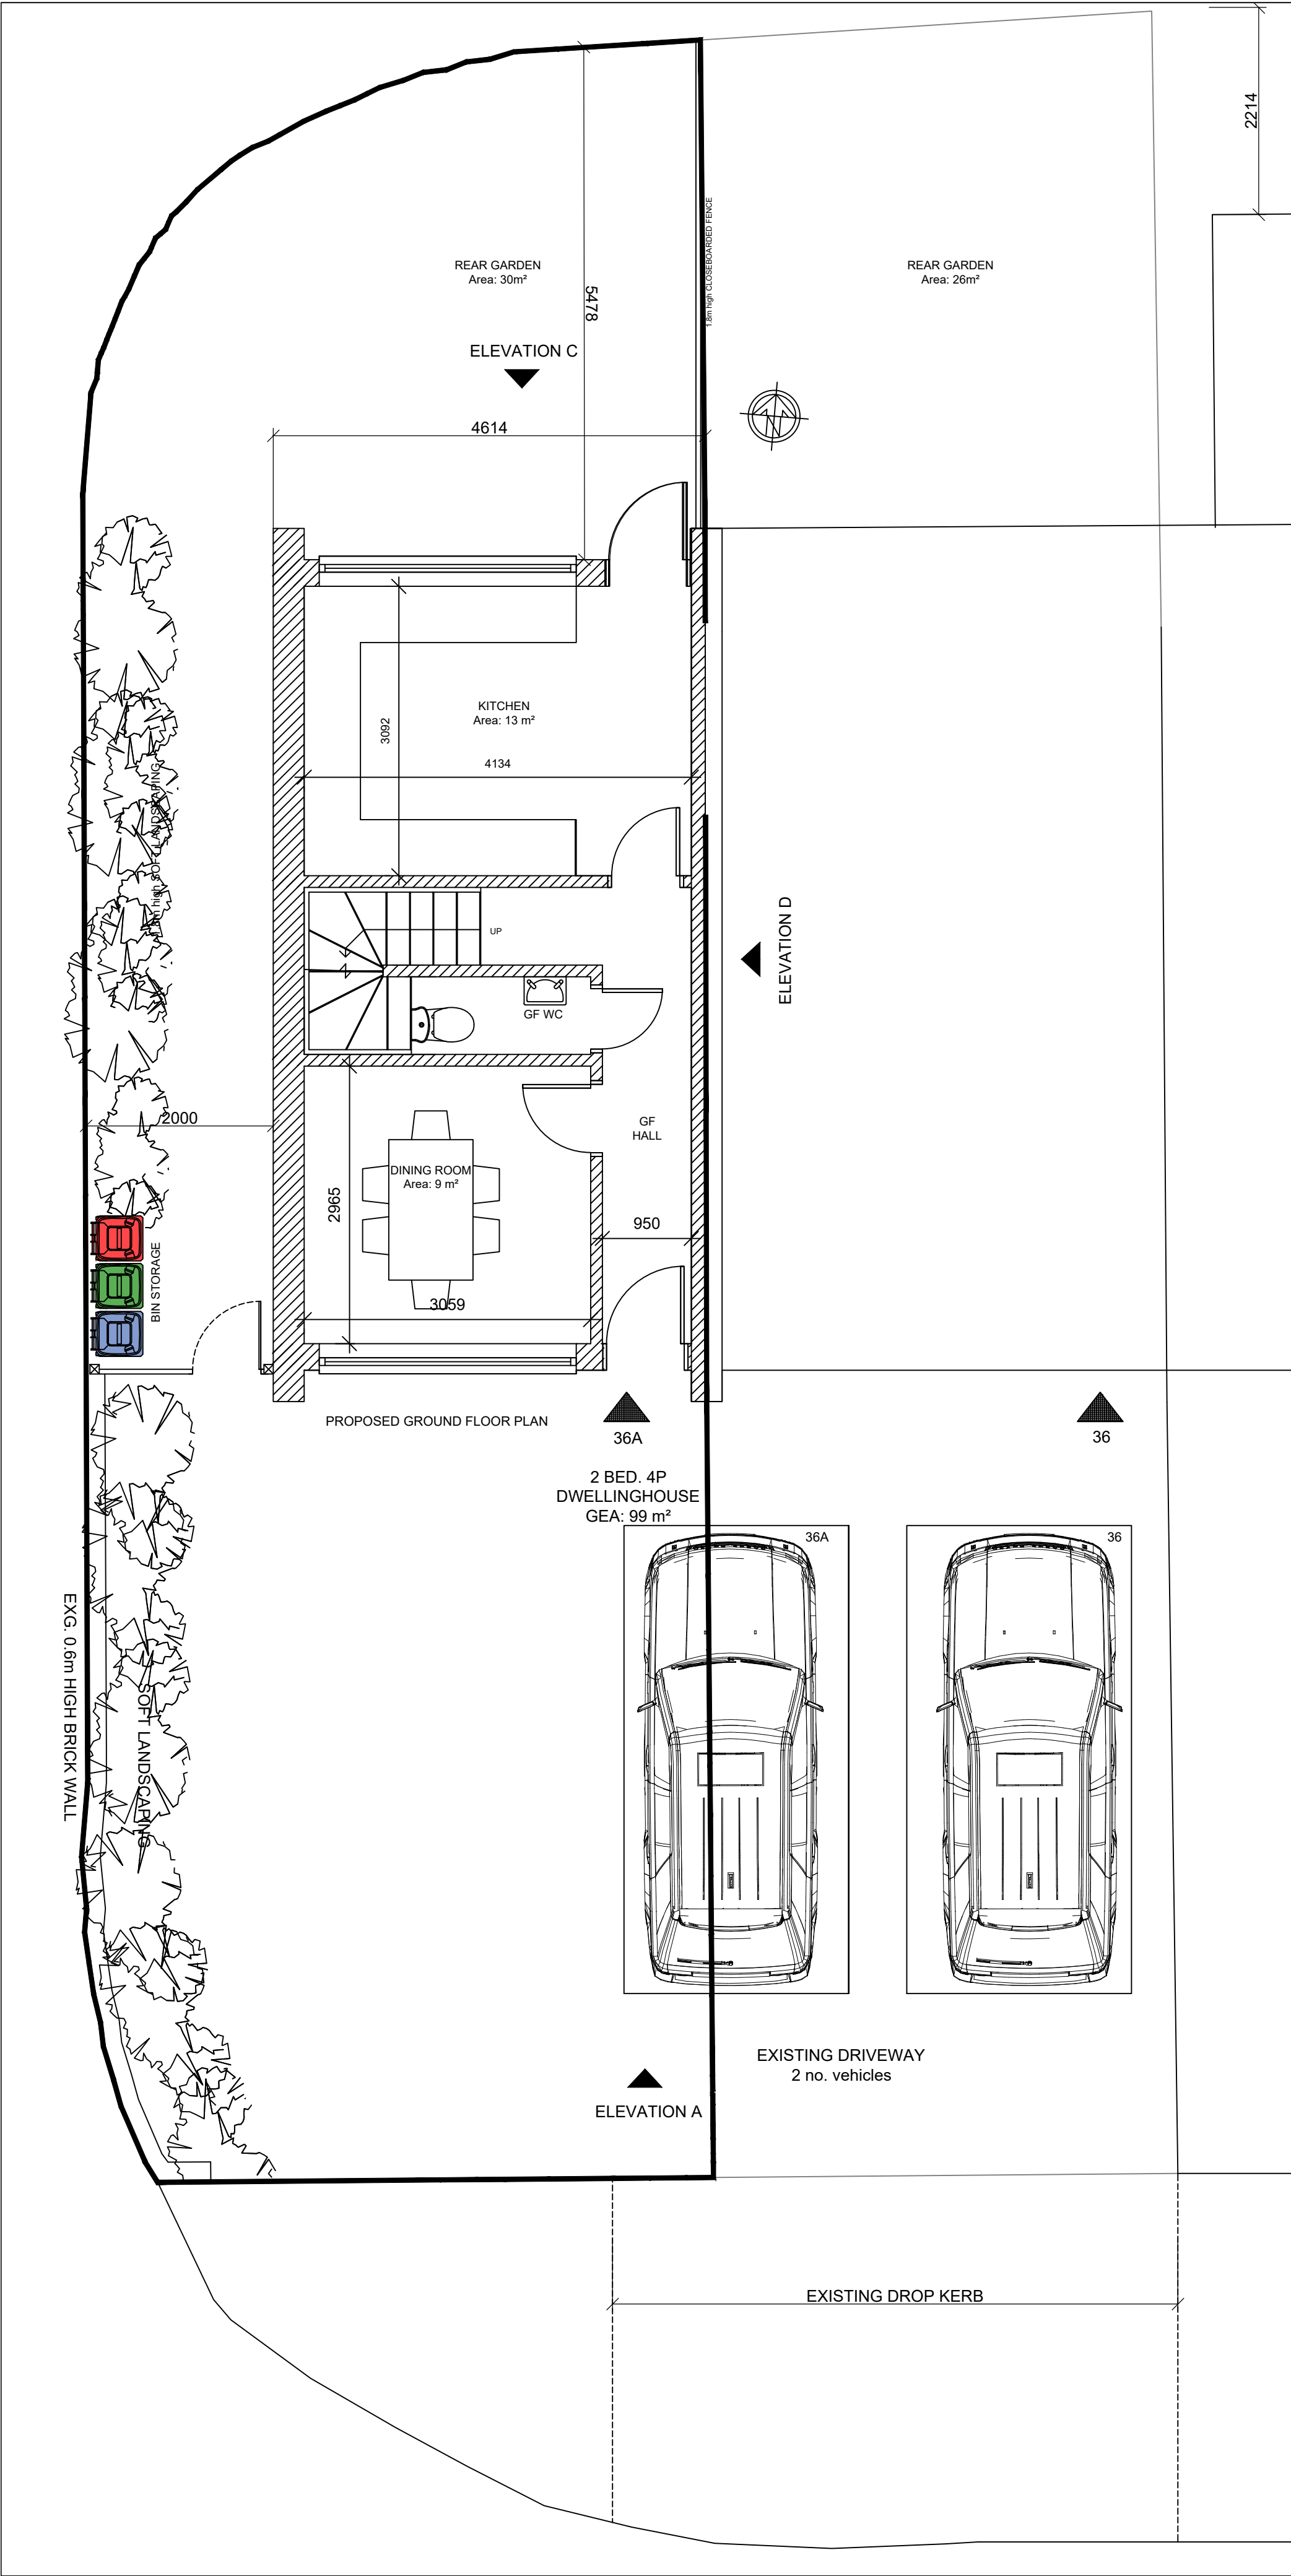 2214
REAR GARDEN
Area: 30m²
1.8m high CLOSEBOARDED FENCE
REAR GARDEN
Area: 26m²
5478
ELEVATION C
N
4614
KITCHEN
Area: 13 m²
3092
4134
high SOFT LANDSCAPING
UP
ELEVATION D
GF WC
2000
GF
HALL
DINING ROOM
Area: 9 m²
2965
950
BIN STORAGE
3059
PROPOSED GROUND FLOOR PLAN
36A
36
2 BED. 4P
DWELLINGHOUSE
GEA: 99 m²
36A
36
EXG. 0.6m HIGH BRICK WALL
SOFT LANDSCAPING
EXISTING DRIVEWAY
2 no. vehicles
ELEVATION A
EXISTING DROP KERB